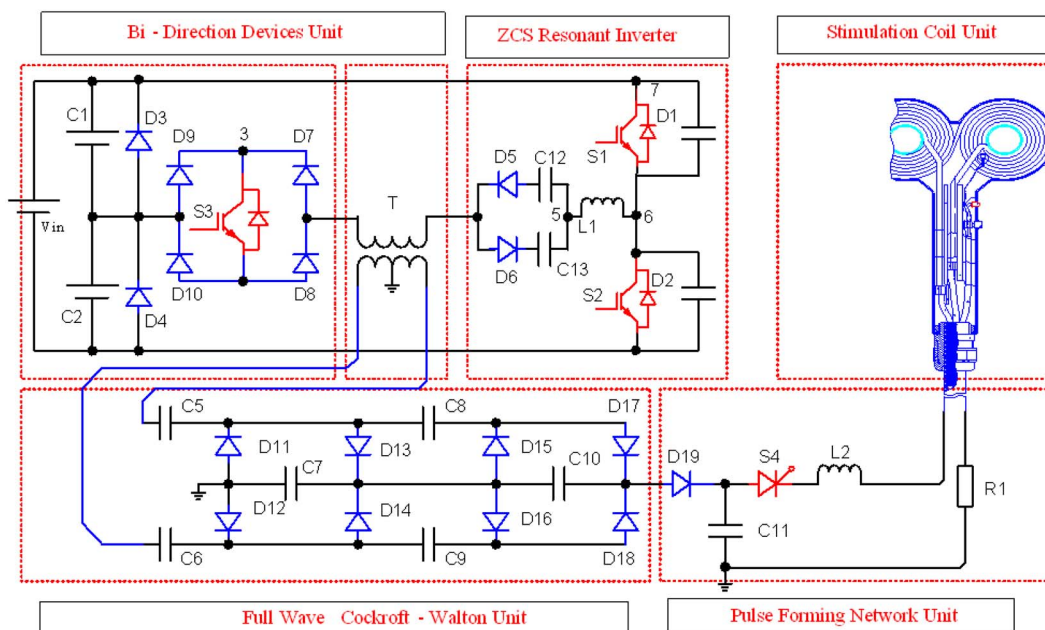 Bi - Direction Devices Unit
ZCS Resonant Inverter
Stimulation Coil Unit
C1
D3
D9
3
D7
7
D1
S1
D5
C12
Vin
S3
T
5
L1
6
D6
C13
D10
D8
C2
D4
S2
D2
C5
C8
D17
D11
D13
D15
C7
C10
D19
S4
L2
D12
D14
D16
R1
C11
C6
C9
D18
Full Wave Cockroft - Walton Unit
Pulse Forming Network Unit